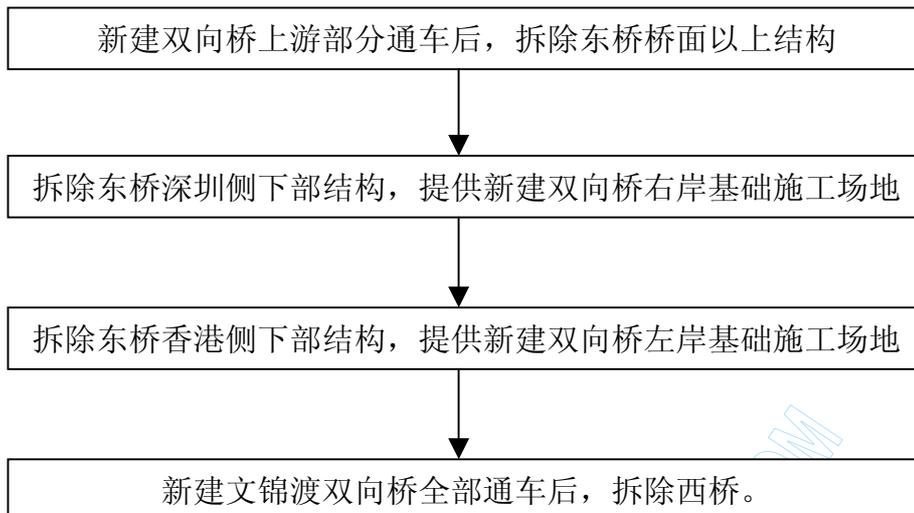 新建双向桥上游部分通车后，拆除东桥桥面以上结构
拆除东桥深圳侧下部结构，提供新建双向桥右岸基础施工场地
拆除东桥香港侧下部结构，提供新建双向桥左岸基础施工场地
新建文锦渡双向桥全部通车后，拆除西桥。